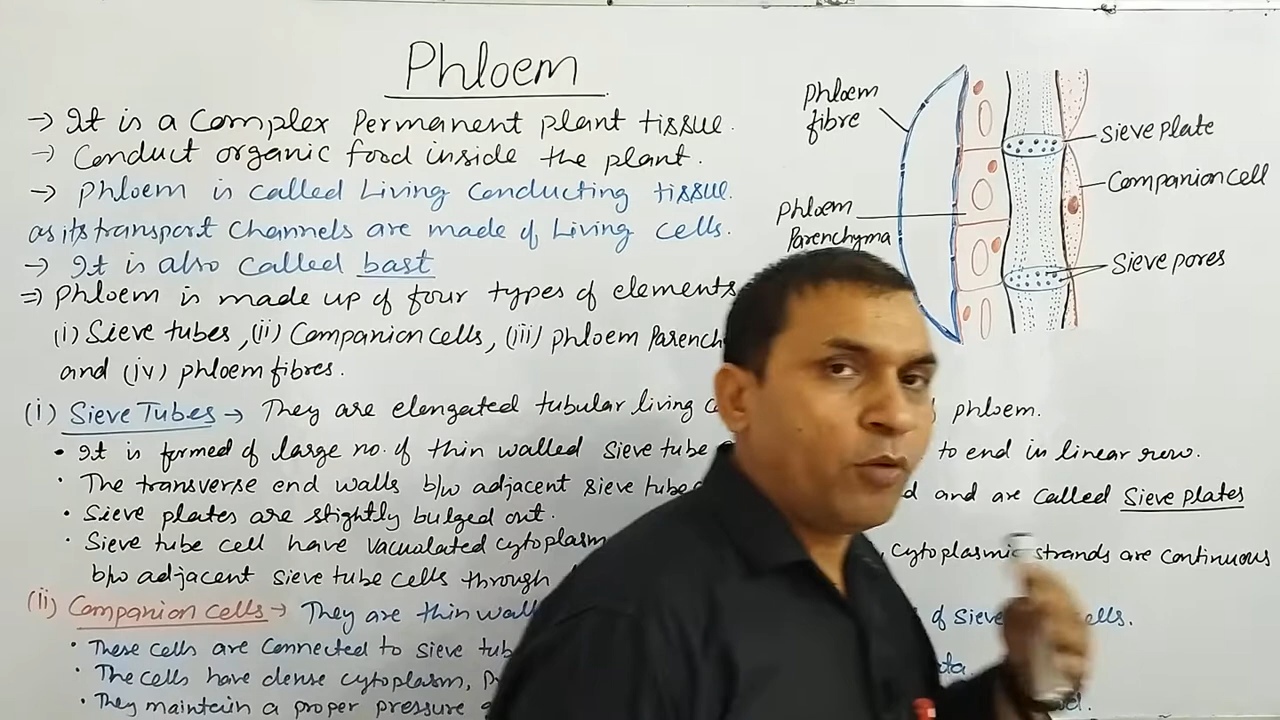 Phloem
→ It is a Complex Permanent plant tissue.
→ Conduct organic food inside the plant.
→ Phloem is called Living Conducting tissue.
as its transport Channels are made of Living cells.
→ It is also called bast
⇒ Phloem is made up of four types of elements
(i) Sieve tubes, (ii) Companion cells, (iii) Phloem
and (iv) phloem fibres.
(i) Sieve Tubes → They are elongated tubular living phloem.
• It is formed of large no. of thin walled sieve tube to end in linear row.
• The transverse end walls b/w adjacent sieve tube and are called Sieve plates
• Sieve plates are slightly bulged out.
• Sieve tube cell have vacuolated cytoplasm cytoplasmic strands are continuous
b/w adjacent sieve tube cells through
(ii) Companion cells → They are thin of sieve
• These cells are connected to sieve
• The cells have dense cytoplasm,
• They maintain a proper pressure
Phloem
fibre
Phloem
Parenchyma
Sieve plate
Companion cell
Sieve pores